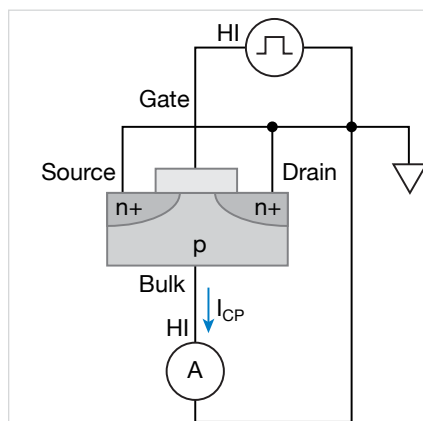 HI
Gate
Source
Drain
n+
n+
p
Bulk
I_CP
HI
A